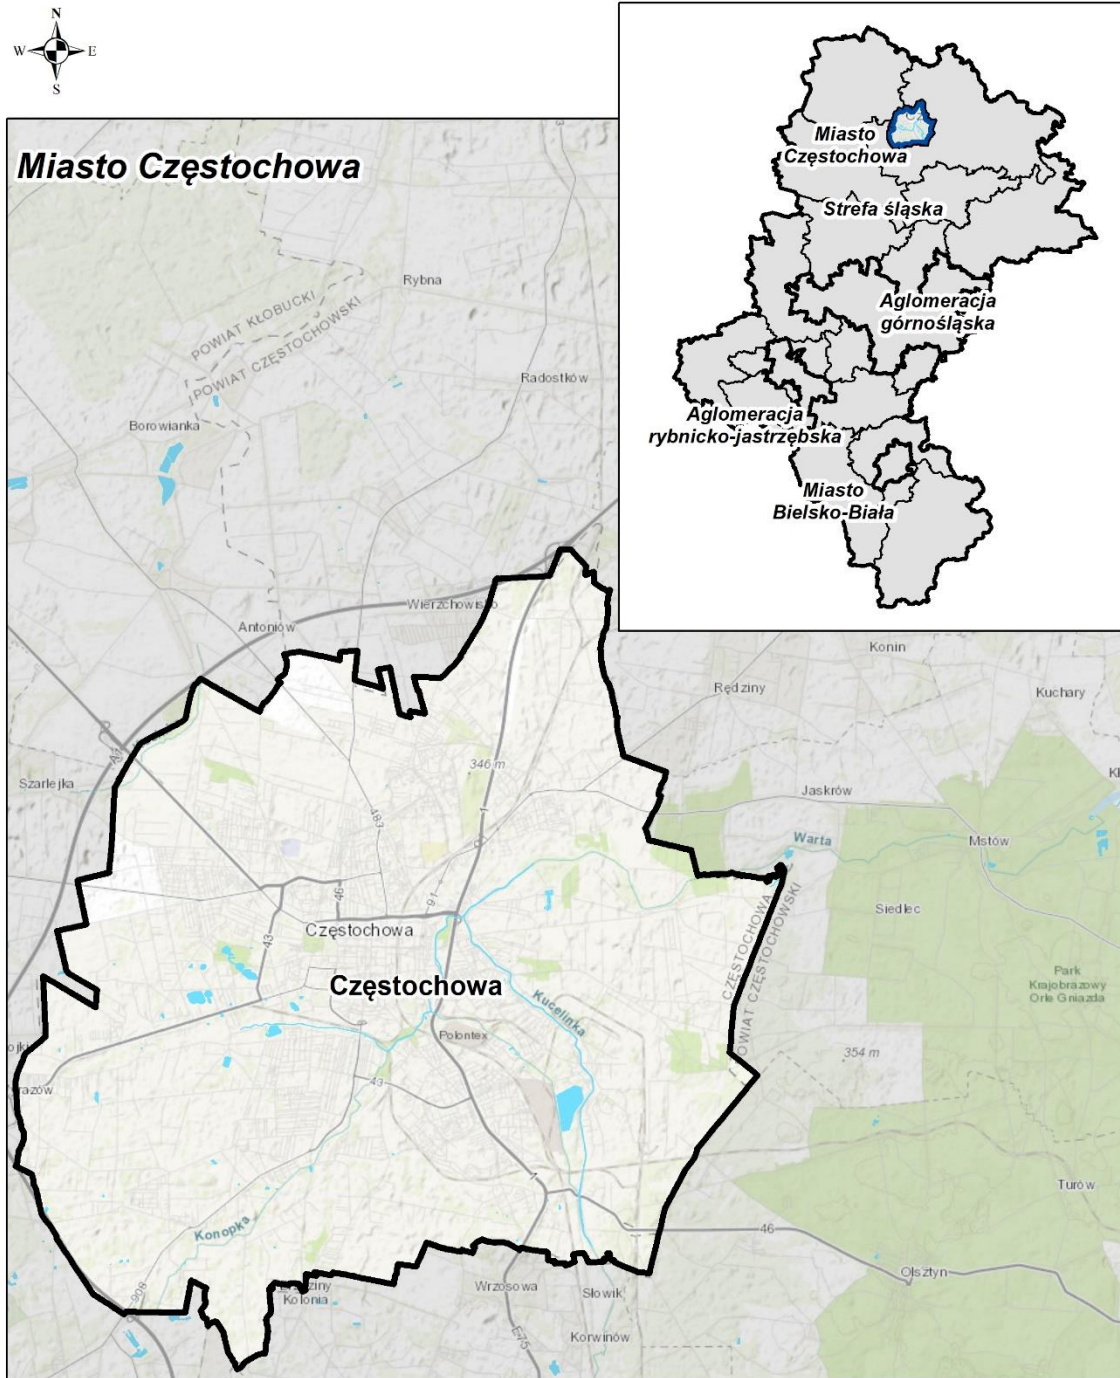 N
W E
S
Miasto Częstochowa
Miasto
Częstochowa
Strefa śląska
Aglomeracja
górnośląska
Aglomeracja
rybnicko-jastrzębska
Miasto
Bielsko-Biała
Rybna
POWIAT KŁOBUCKI
POWIAT CZĘSTOCHOWSKI
Radostków
Borowianka
Wierzchowisko
Antoniów
Konin
Rędziny
Kuchary
346 m
Szarlejka
Jaskrów
483
1
Warta
Mstów
91
46
43
Siedlec
Częstochowa
CZĘSTOCHOWA
POWIAT CZĘSTOCHOWSKI
Częstochowa
Park
Krajobrazowy
Orle Gniazda
Kucelinka
Polontex
354 m
43
1
Turów
Konopka
46
Olsztyn
908
Wrzosowa
Słowik
Kolonia
E75
Korwinów